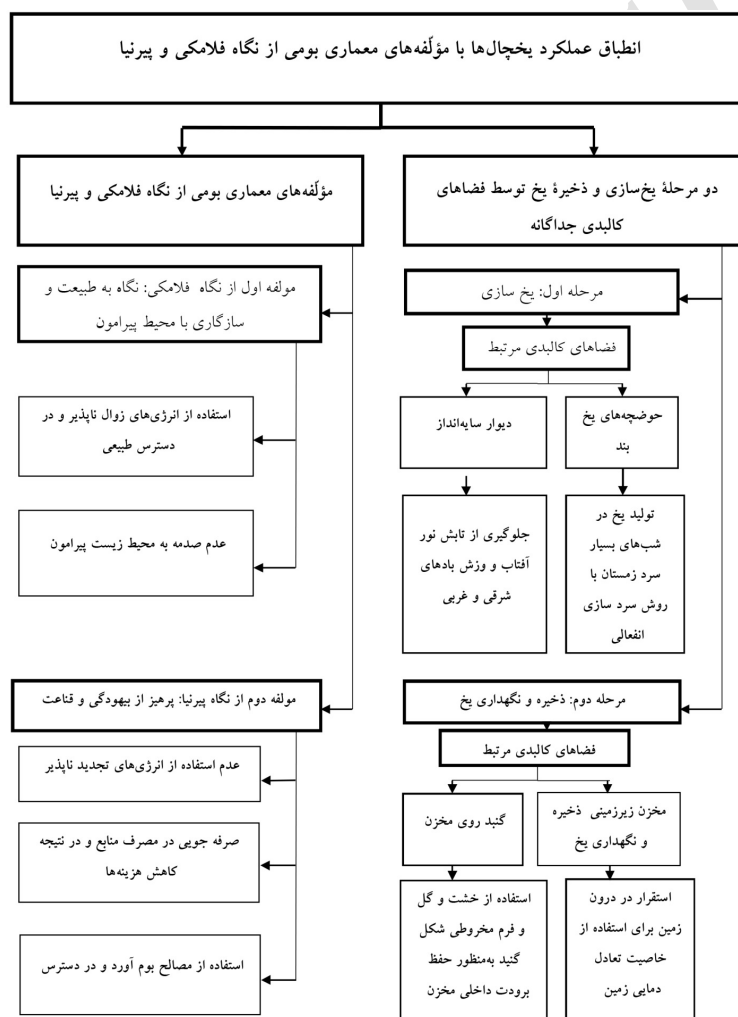 انطباق عملکرد یخچال‌ها با مؤلّفه‌های معماری بومی از نگاه فلامکی و پیرنیا
دو مرحلهٔ یخ‌سازی و ذخیرهٔ یخ توسط فضاهای
کالبدی جداگانه
مرحله اول: یخ سازی
فضاهای کالبدی مرتبط
حوضچه‌های یخ
بند
تولید یخ در
شب‌های بسیار
سرد زمستان با
روش سرد سازی
انفعالی
دیوار سایه‌انداز
جلوگیری از تابش نور
آفتاب و وزش بادهای
شرقی و غربی
مرحله دوم: ذخیره و نگهداری یخ
فضاهای کالبدی مرتبط
مخزن زیرزمینی ذخیره
و نگهداری یخ
استقرار در درون
زمین برای استفاده از
خاصیت تعادل
دمایی زمین
گنبد روی مخزن
استفاده از خشت و گل
و فرم مخروطی شکل
گنبد به‌منظور حفظ
برودت داخلی مخزن
مؤلّفه‌های معماری بومی از نگاه فلامکی و پیرنیا
مولفه اول از نگاه فلامکی: نگاه به طبیعت و
سازگاری با محیط پیرامون
استفاده از انرژی‌های زوال ناپذیر و در
دسترس طبیعی
عدم صدمه به محیط زیست پیرامون
مولفه دوم از نگاه پیرنیا: پرهیز از بیهودگی و قناعت
عدم استفاده از انرژی‌های تجدید ناپذیر
صرفه جویی در مصرف منابع و در نتیجه
کاهش هزینه‌ها
استفاده از مصالح بوم آورد و در دسترس